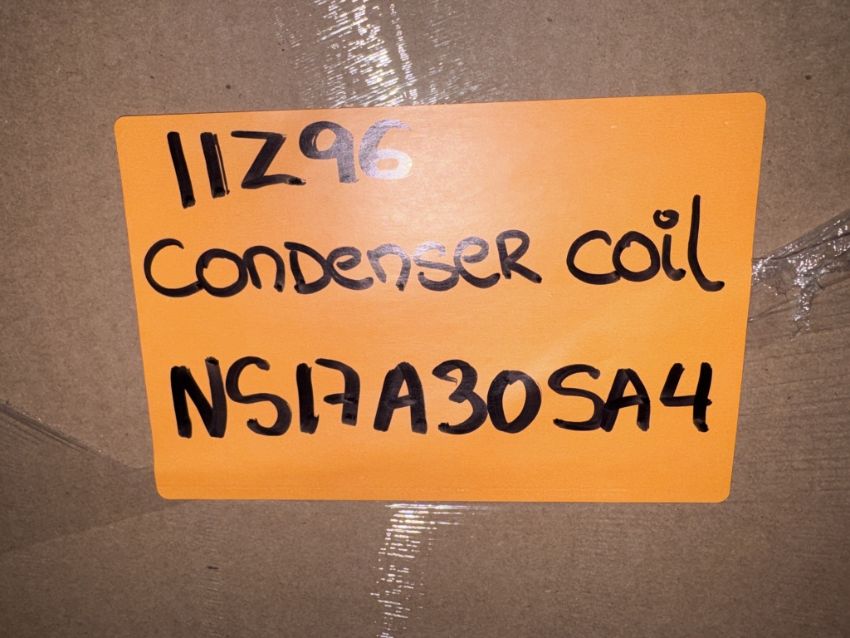 11Z96
Condenser Coil
NS17A30SA4